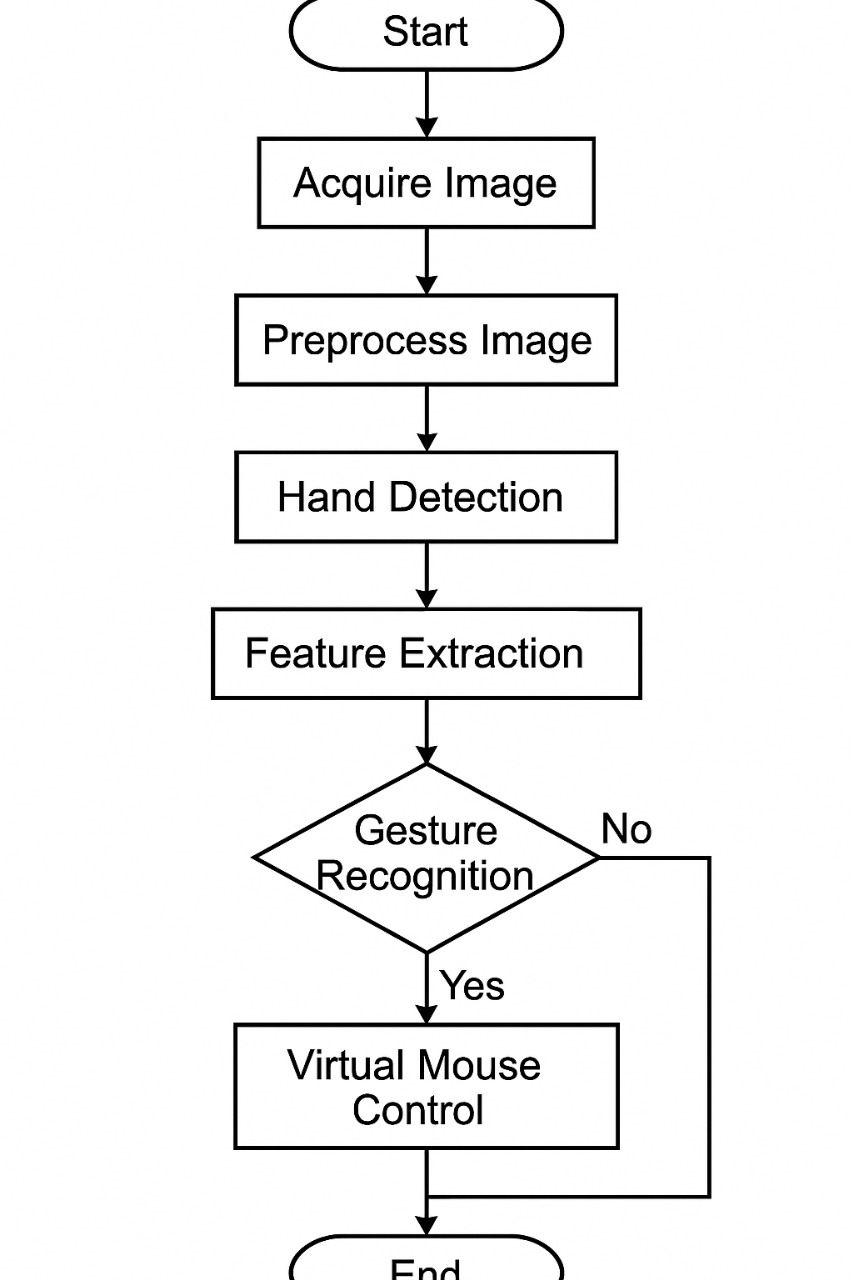 Start
Acquire Image
Preprocess Image
Hand Detection
Feature Extraction
Gesture
Recognition
No
Yes
Virtual Mouse
Control
End